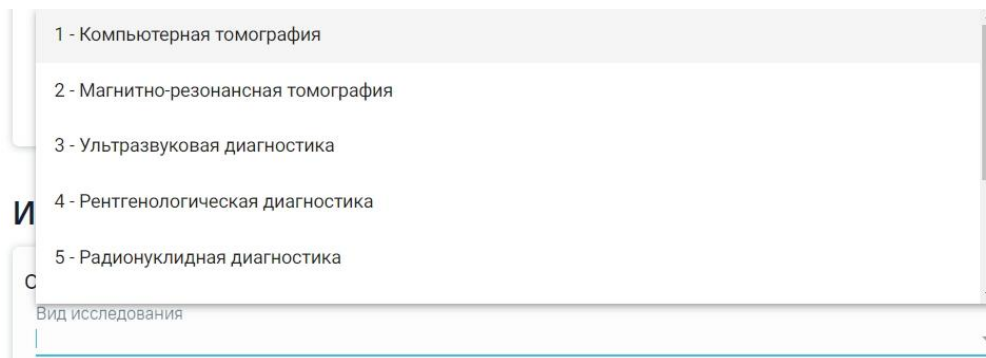 1 - Компьютерная томография
2 - Магнитно-резонансная томография
3 - Ультразвуковая диагностика
4 - Рентгенологическая диагностика
5 - Радионуклидная диагностика
Вид исследования